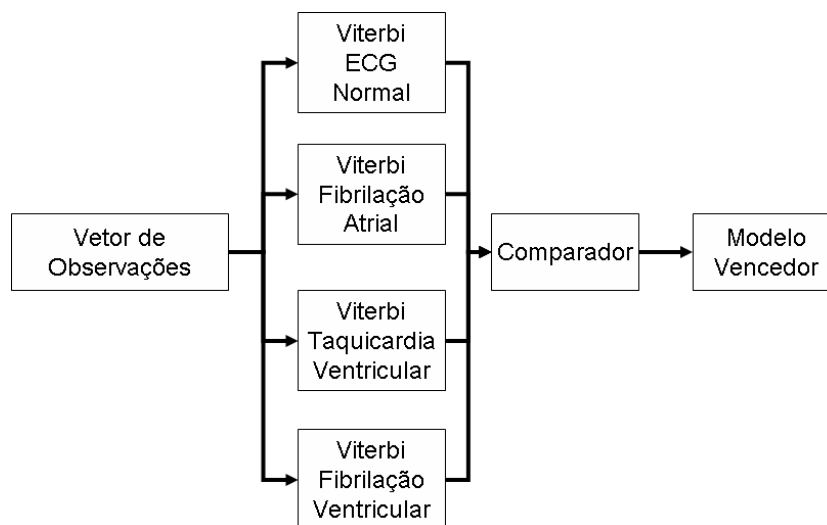 Vetor de
Observações
Viterbi
ECG
Normal
Viterbi
Fibrilação
Atrial
Viterbi
Taquicardia
Ventricular
Viterbi
Fibrilação
Ventricular
Comparador
Modelo
Vencedor